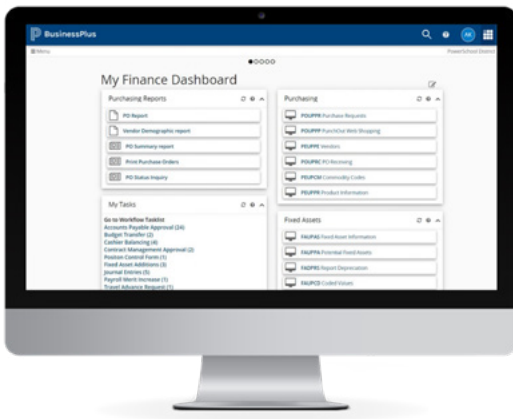 BusinessPlus
AK
Menu
PowerSchool District
My Finance Dashboard
Purchasing Reports
PO Report
Vendor Demographic report
PO Summary report
Print Purchase Orders
PO Status Inquiry
My Tasks
Go to Workflow Tasklist
Accounts Payable Approval (24)
Budget Transfer (2)
Cashier Balancing (4)
Contract Management Approval (2)
Position Control Form (1)
Fixed Asset Additions (3)
Journal Entries (5)
Payroll Merit Increase (1)
Travel Advance Request (1)
Purchasing
POUPPR Purchase Requests
POUPPP PunchOut Web Shopping
PEUPPE Vendors
POUPRC PO Receiving
PEUPCM Commodity Codes
PEUPPR Product Information
Fixed Assets
FAUPAS Fixed Asset Information
FAUPPA Potential Fixed Assets
FADPRS Report Depreciation
FAUPCD Coded Values